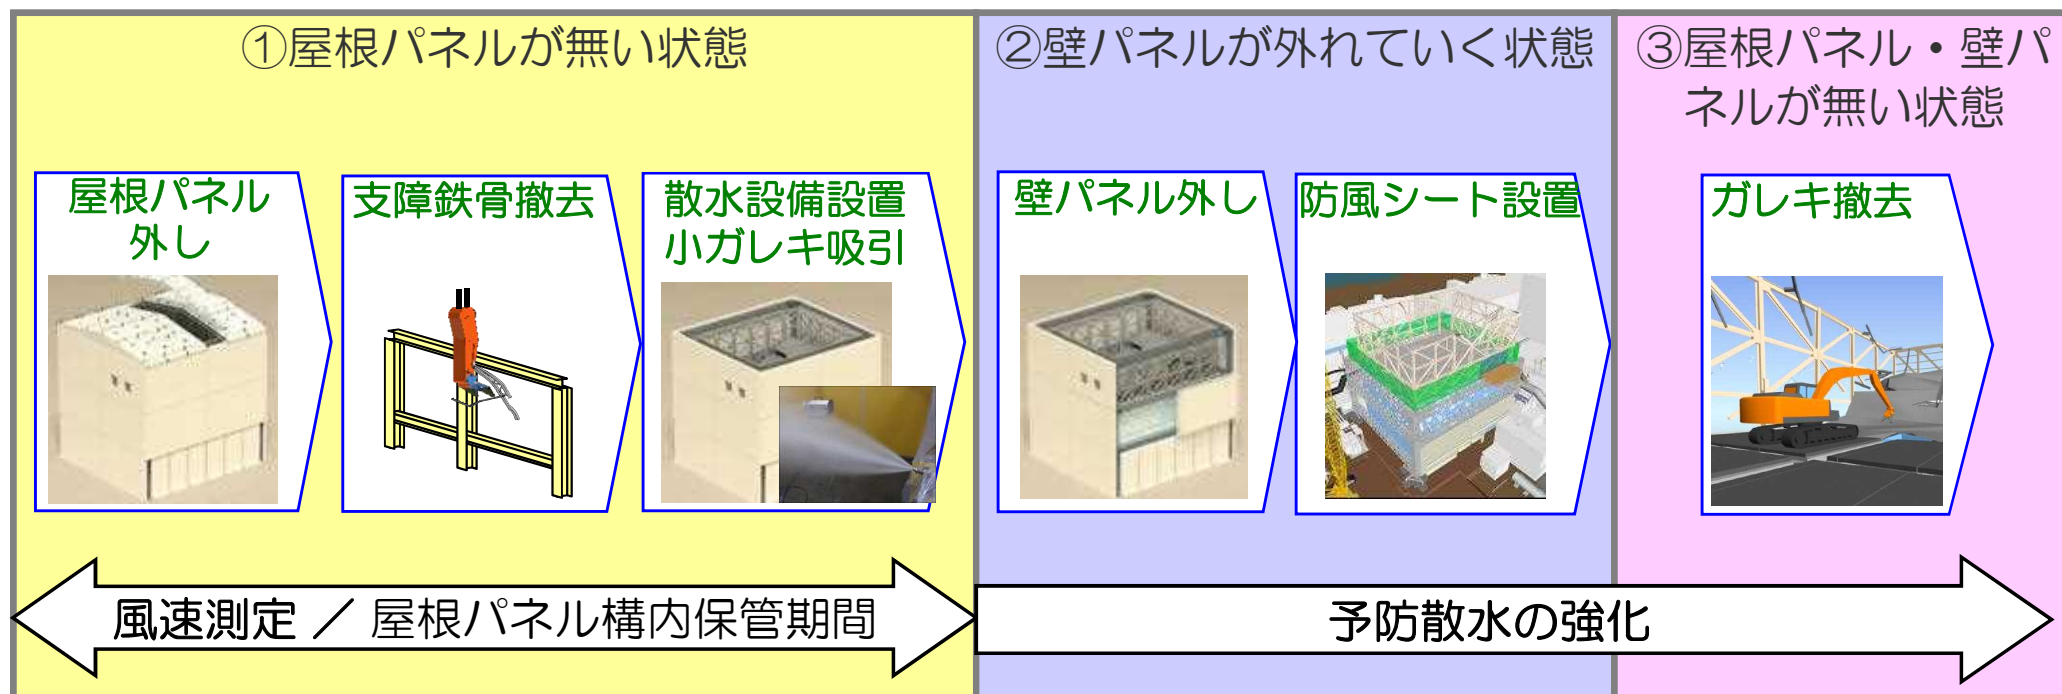 ①屋根パネルが無い状態
②壁パネルが外れていく状態
③屋根パネル・壁パ
ネルが無い状態
屋根パネル
外し
支障鉄骨撤去
散水設備設置
小ガレキ吸引
壁パネル外し
防風シート設置
ガレキ撤去
風速測定 ／ 屋根パネル構内保管期間
予防散水の強化